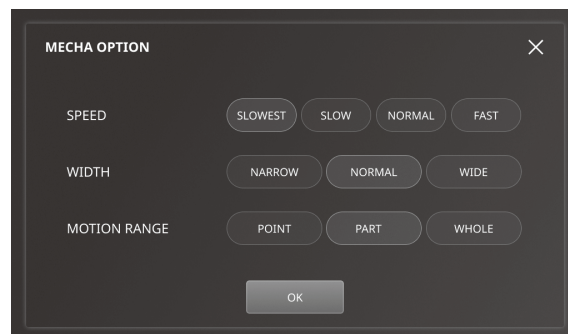 MECHA OPTION
SPEED SLOWEST SLOW NORMAL FAST
WIDTH NARROW NORMAL WIDE
MOTION RANGE POINT PART WHOLE
OK